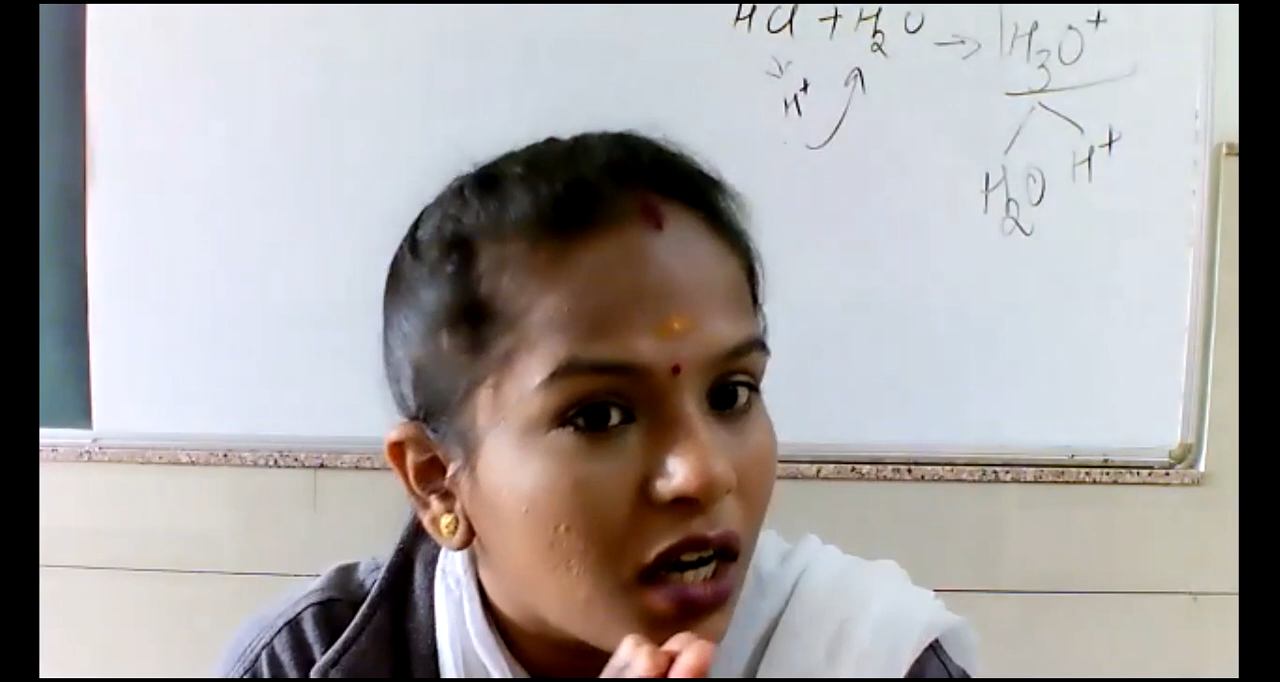 HCl + H2O → H3O+
H+
H2O H+